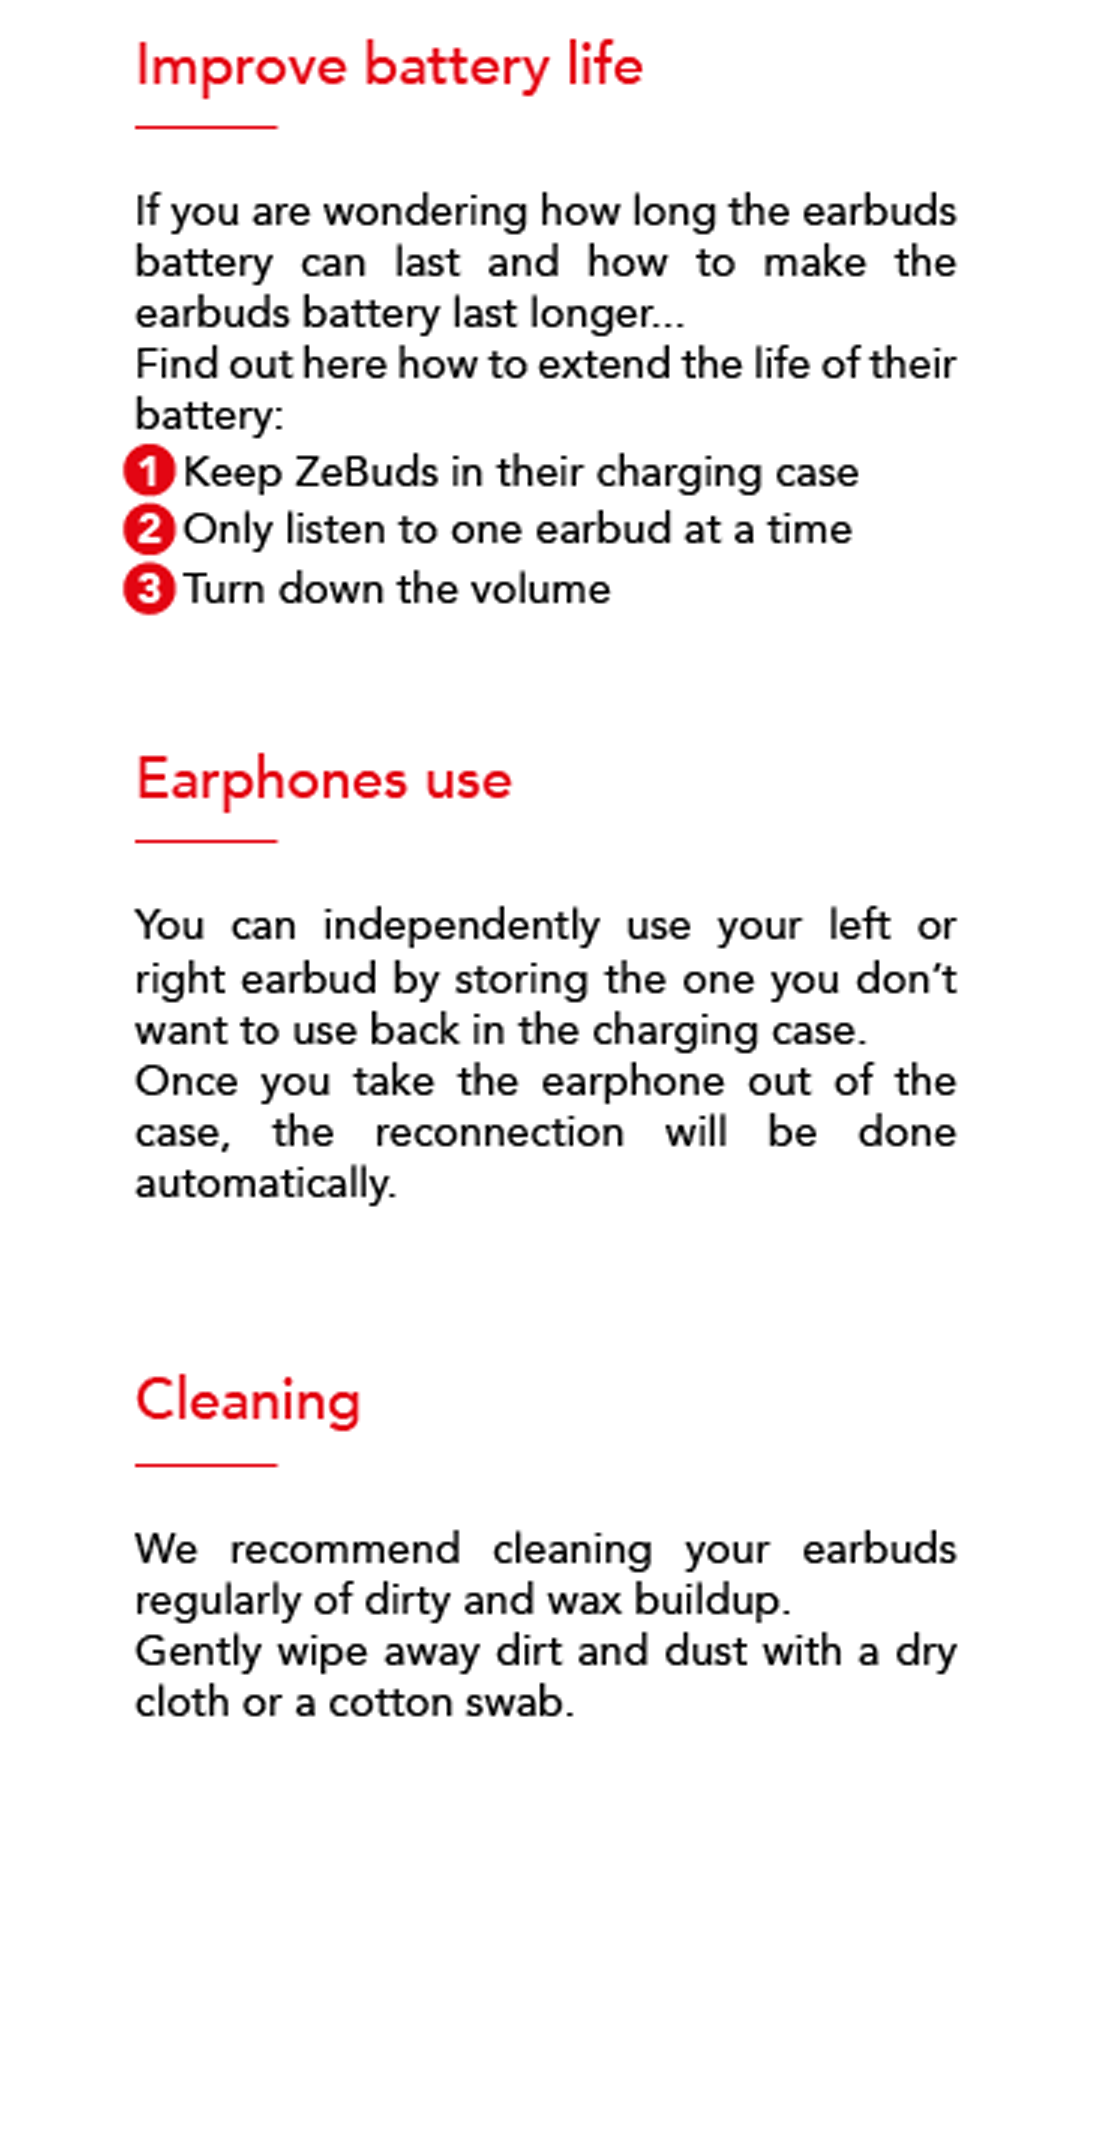 Improve battery life
If you are wondering how long the earbuds
battery can last and how to make the
earbuds battery last longer...
Find out here how to extend the life of their
battery:
1 Keep ZeBuds in their charging case
2 Only listen to one earbud at a time
3 Turn down the volume
Earphones use
You can independently use your left or
right earbud by storing the one you don’t
want to use back in the charging case.
Once you take the earphone out of the
case, the reconnection will be done
automatically.
Cleaning
We recommend cleaning your earbuds
regularly of dirty and wax buildup.
Gently wipe away dirt and dust with a dry
cloth or a cotton swab.